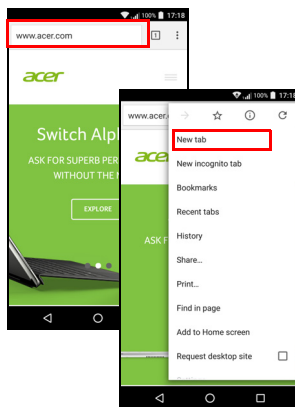 100% 17:18
www.acer.com
1
acer
Switch Alp
ASK FOR SUPERB PER
WITHOUT THE
EXPLORE
100% 17:18
www.acer.
acer
ASK F
New tab
New incognito tab
Bookmarks
Recent tabs
History
Share...
Print...
Find in page
Add to Home screen
Request desktop site